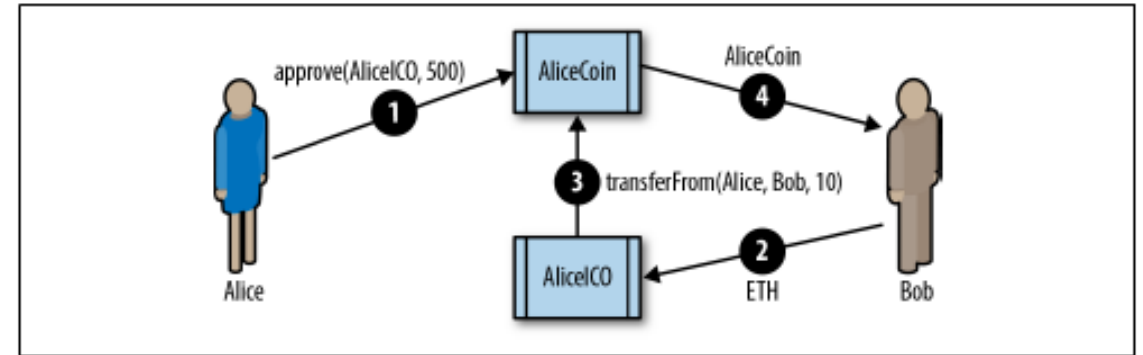 approve(AliceICO, 500)
1
AliceCoin
AliceCoin
4
3
transferFrom(Alice, Bob, 10)
AliceICO
2
ETH
Alice
Bob